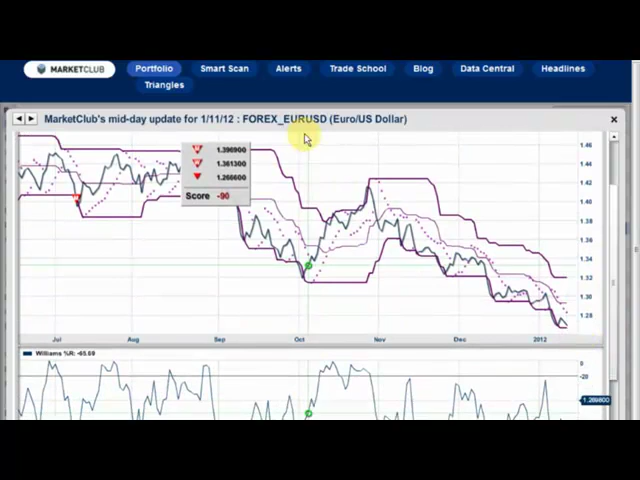 MARKETCLUB Portfolio Smart Scan Alerts Trade School Blog Data Central Headlines
Triangles
MarketClub's mid-day update for 1/11/12 : FOREX_EURUSD (Euro/US Dollar)
1.396900
1.361300
1.266600
Score -90
1.46
1.44
1.42
1.40
1.38
1.36
1.34
1.32
1.30
1.28
Jul Aug Sep Oct Nov Dec 2012
Williams %R: -65.69
0
-20
1.269800